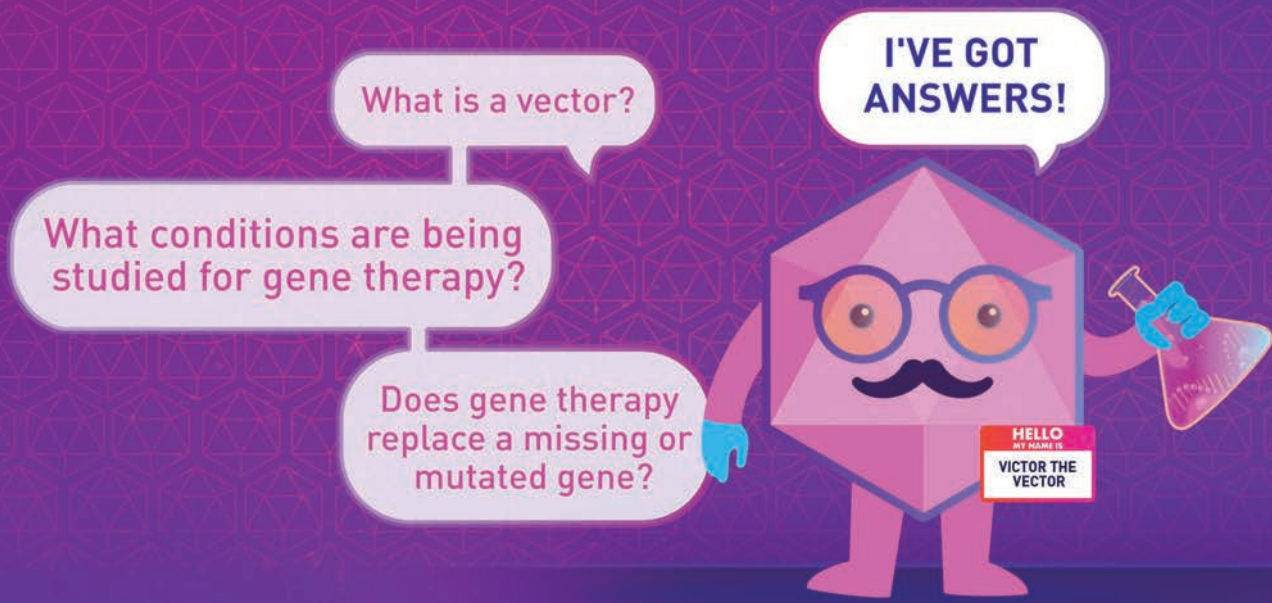 What is a vector?
I'VE GOT
ANSWERS!
What conditions are being
studied for gene therapy?
Does gene therapy
replace a missing or
mutated gene?
HELLO
MY NAME IS
VICTOR THE
VECTOR